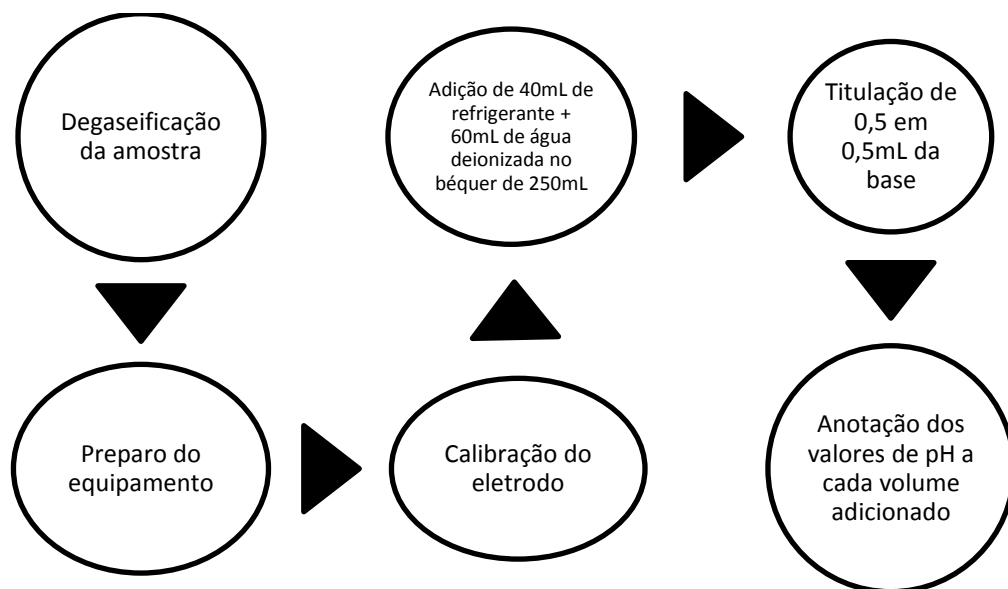 Degaseificação
da amostra
Preparo do
equipamento
Calibração do
eletrodo
Adição de 40mL de
refrigerante +
60mL de água
deionizada no
béquer de 250mL
Titulação de
0,5 em
0,5mL da
base
Anotação dos
valores de pH a
cada volume
adicionado